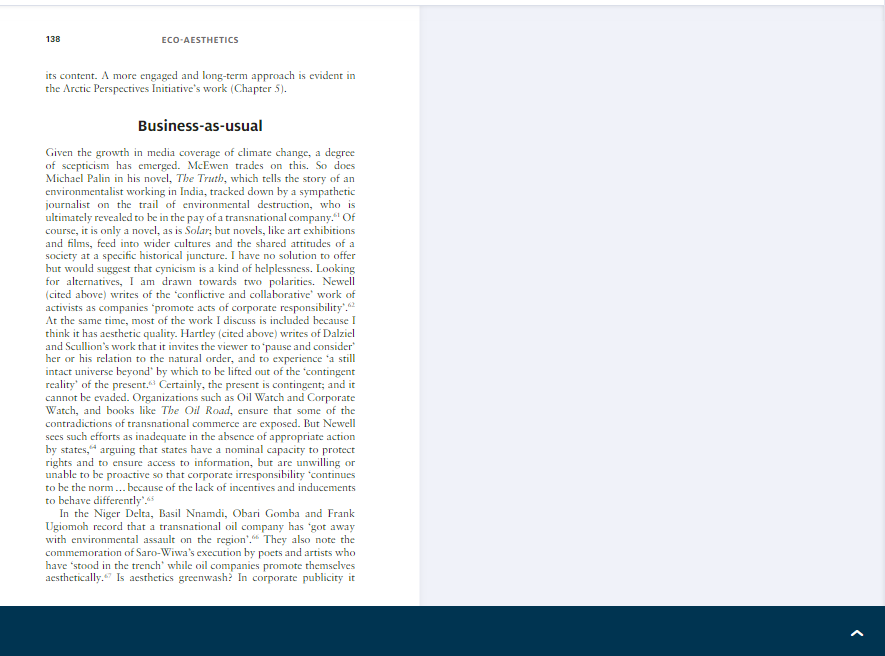 138
ECO-AESTHETICS
its content. A more engaged and long-term approach is evident in
the Arctic Perspectives Initiative's work (Chapter 5).
Business-as-usual
Given the growth in media coverage of climate change, a degree
of scepticism has emerged. McEwen trades on this. So does
Michael Palin in his novel, The Truth, which tells the story of an
environmentalist working in India, tracked down by a sympathetic
journalist on the trail of environmental destruction, who is
ultimately revealed to be in the pay of a transnational company.61 Of
course, it is only a novel, as is Solar; but novels, like art exhibitions
and films, feed into wider cultures and the shared attitudes of a
society at a specific historical juncture. I have no solution to offer
but would suggest that cynicism is a kind of helplessness. Looking
for alternatives, I am drawn towards two polarities. Newell
(cited above) writes of the ‘conflictive and collaborative’ work of
activists as companies ‘promote acts of corporate responsibility’.62
At the same time, most of the work I discuss is included because I
think it has aesthetic quality. Hartley (cited above) writes of Dalziel
and Scullion's work that it invites the viewer to ‘pause and consider’
her or his relation to the natural order, and to experience ‘a still
intact universe beyond’ by which to be lifted out of the ‘contingent
reality’ of the present.63 Certainly, the present is contingent; and it
cannot be evaded. Organizations such as Oil Watch and Corporate
Watch, and books like The Oil Road, ensure that some of the
contradictions of transnational commerce are exposed. But Newell
sees such efforts as inadequate in the absence of appropriate action
by states,64 arguing that states have a nominal capacity to protect
rights and to ensure access to information, but are unwilling or
unable to be proactive so that corporate irresponsibility ‘continues
to be the norm ... because of the lack of incentives and inducements
to behave differently’.65
In the Niger Delta, Basil Nnamdi, Obari Gomba and Frank
Ugiomoh record that a transnational oil company has ‘got away
with environmental assault on the region’.66 They also note the
commemoration of Saro-Wiwa's execution by poets and artists who
have ‘stood in the trench’ while oil companies promote themselves
aesthetically.67 Is aesthetics greenwash? In corporate publicity it